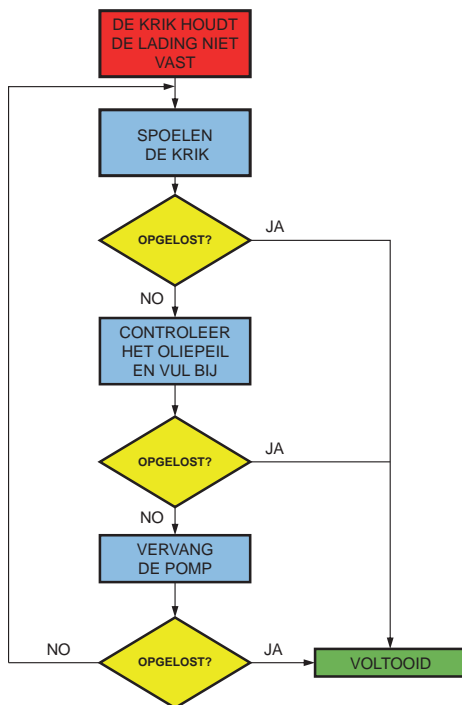 DE KRIK HOUDT
DE LADING NIET
VAST
SPOELEN
DE KRIK
OPGELOST?
JA
NO
CONTROLEER
HET OLIEPEIL
EN VUL BIJ
OPGELOST?
JA
NO
VERVANG
DE POMP
NO
OPGELOST?
JA
VOLTOOID